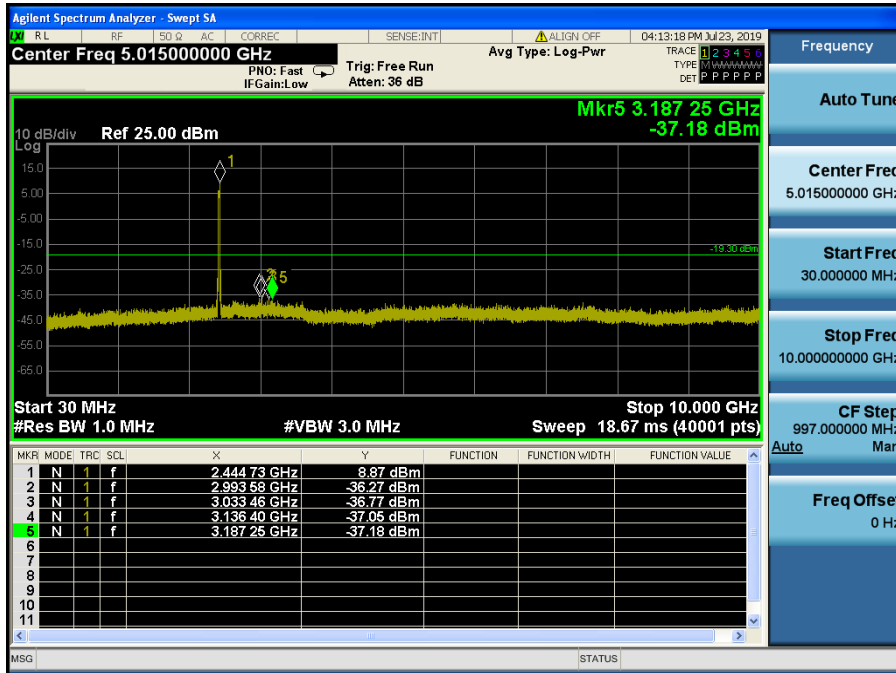 Agilent Spectrum Analyzer - Swept SA
LXI RL RF 50 Ω AC CORREC SENSE:INT ALIGN OFF 04:13:18 PM Jul 23, 2019
Center Freq 5.015000000 GHz
PNO: Fast
IFGain:Low
Trig: Free Run
Atten: 36 dB
Avg Type: Log-Pwr
TRACE 1 2 3 4 5 6
TYPE M
DET P P P P P P
Mkr5 3.187 25 GHz
-37.18 dBm
10 dB/div Ref 25.00 dBm
Log
15.0
5.00
-5.00
-15.0
-25.0
-35.0
-45.0
-55.0
-65.0
1
5
-19.30 dBm
Start 30 MHz Stop 10.000 GHz
#Res BW 1.0 MHz #VBW 3.0 MHz Sweep 18.67 ms (40001 pts)
MKR MODE TRC SCL X Y FUNCTION FUNCTION WIDTH FUNCTION VALUE
1 N 1 f 2.444 73 GHz 8.87 dBm
2 N 1 f 2.993 58 GHz -36.27 dBm
3 N 1 f 3.033 46 GHz -36.77 dBm
4 N 1 f 3.136 40 GHz -37.05 dBm
5 N 1 f 3.187 25 GHz -37.18 dBm
6
7
8
9
10
11
MSG STATUS
Frequency
Auto Tune
Center Freq
5.015000000 GHz
Start Freq
30.000000 MHz
Stop Freq
10.000000000 GHz
CF Step
997.000000 MHz
Auto Man
Freq Offset
0 Hz